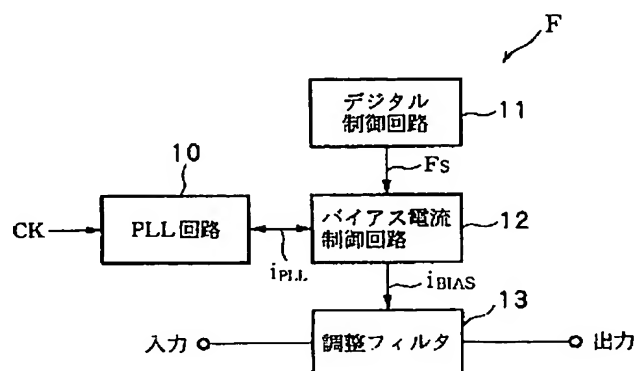 F
デジタル
制御回路
11
FS
10
CK
PLL回路
iPLL
バイアス電流
制御回路
12
iBIAS
13
入力
調整フィルタ
出力